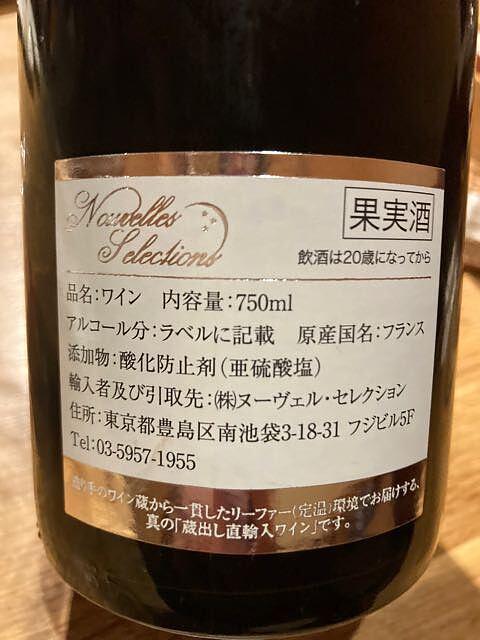 Nouvelles
Selections
果実酒
飲酒は20歳になってから
品名:ワイン 内容量:750ml
アルコール分:ラベルに記載 原産国名:フランス
添加物:酸化防止剤(亜硫酸塩)
輸入者及び引取先:㈱ヌーヴェル・セレクション
住所:東京都豊島区南池袋3-18-31 フジビル5F
Tel:03-5957-1955
造り手のワイン蔵から一貫したリーファー(定温)環境でお届けする、
真の「蔵出し直輸入ワイン」です。